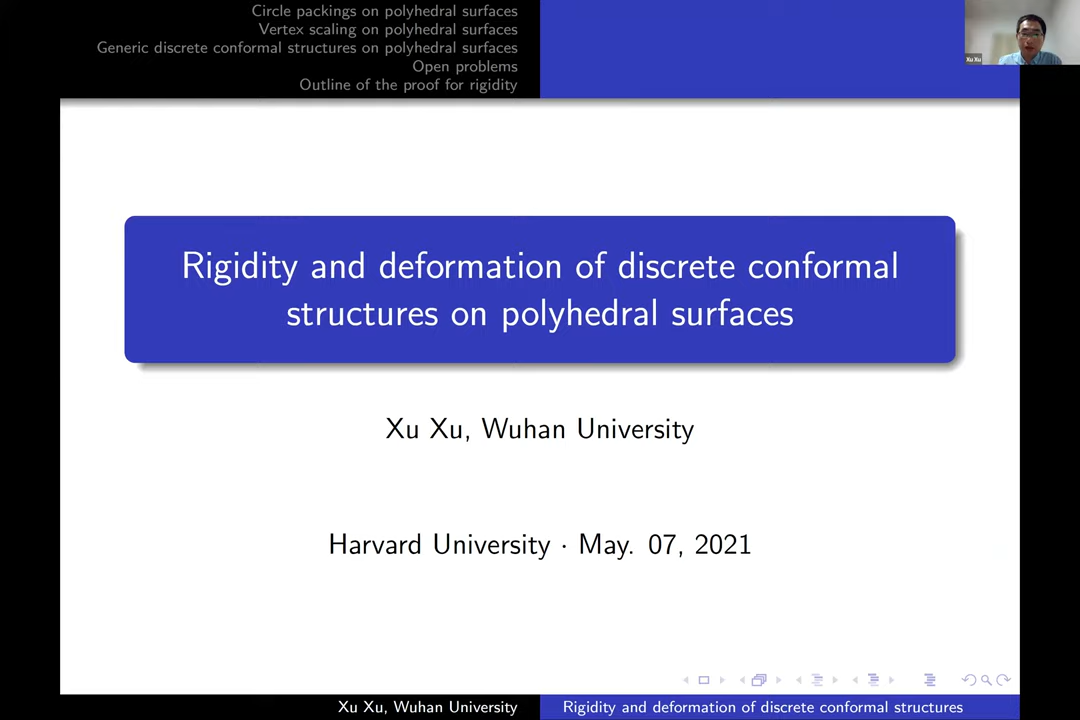 Circle packings on polyhedral surfaces
Vertex scaling on polyhedral surfaces
Generic discrete conformal structures on polyhedral surfaces
Open problems
Outline of the proof for rigidity
Xu Xu
Rigidity and deformation of discrete conformal
structures on polyhedral surfaces
Xu Xu, Wuhan University
Harvard University · May. 07, 2021
Xu Xu, Wuhan University
Rigidity and deformation of discrete conformal structures